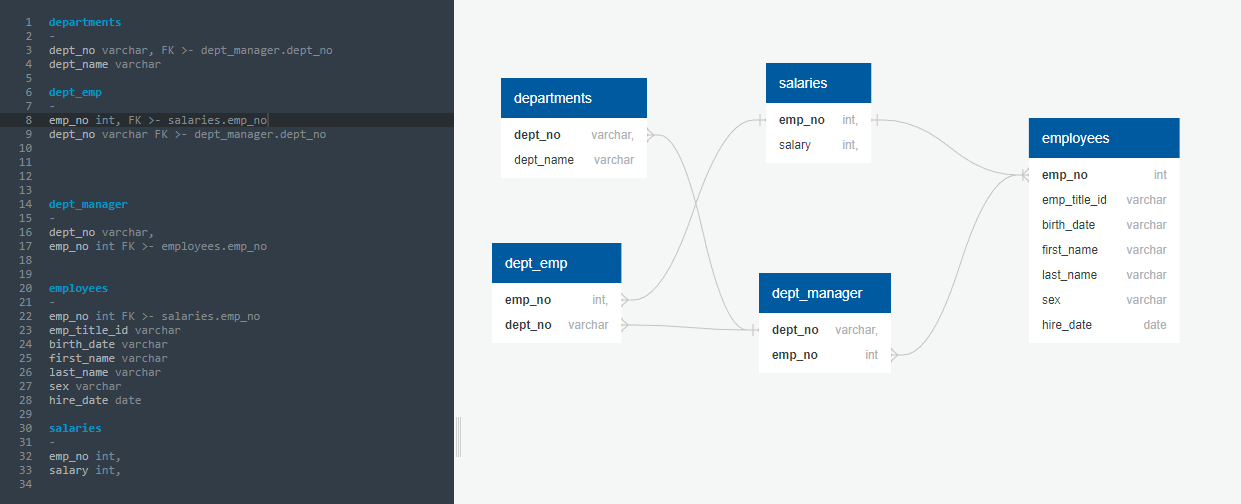 1 departments
2 -
3 dept_no varchar, FK >- dept_manager.dept_no
4 dept_name varchar
5
6 dept_emp
7 -
8 emp_no int, FK >- salaries.emp_no
9 dept_no varchar FK >- dept_manager.dept_no
10
11
12
13
14 dept_manager
15 -
16 dept_no varchar,
17 emp_no int FK >- employees.emp_no
18
19
20 employees
21 -
22 emp_no int FK >- salaries.emp_no
23 emp_title_id varchar
24 birth_date varchar
25 first_name varchar
26 last_name varchar
27 sex varchar
28 hire_date date
29
30 salaries
31 -
32 emp_no int,
33 salary int,
34
departments
dept_no varchar,
dept_name varchar
salaries
emp_no int,
salary int,
employees
emp_no int
emp_title_id varchar
birth_date varchar
first_name varchar
last_name varchar
sex varchar
hire_date date
dept_emp
emp_no int,
dept_no varchar
dept_manager
dept_no varchar,
emp_no int